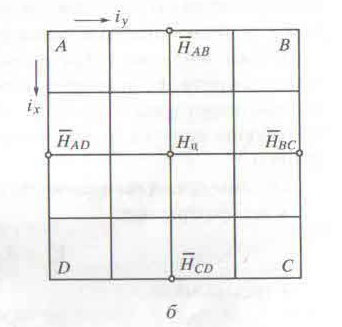 i_y
A H̅_AB B
i_x
H̅_AD H_ц H̅_BC
D H̅_CD C
б